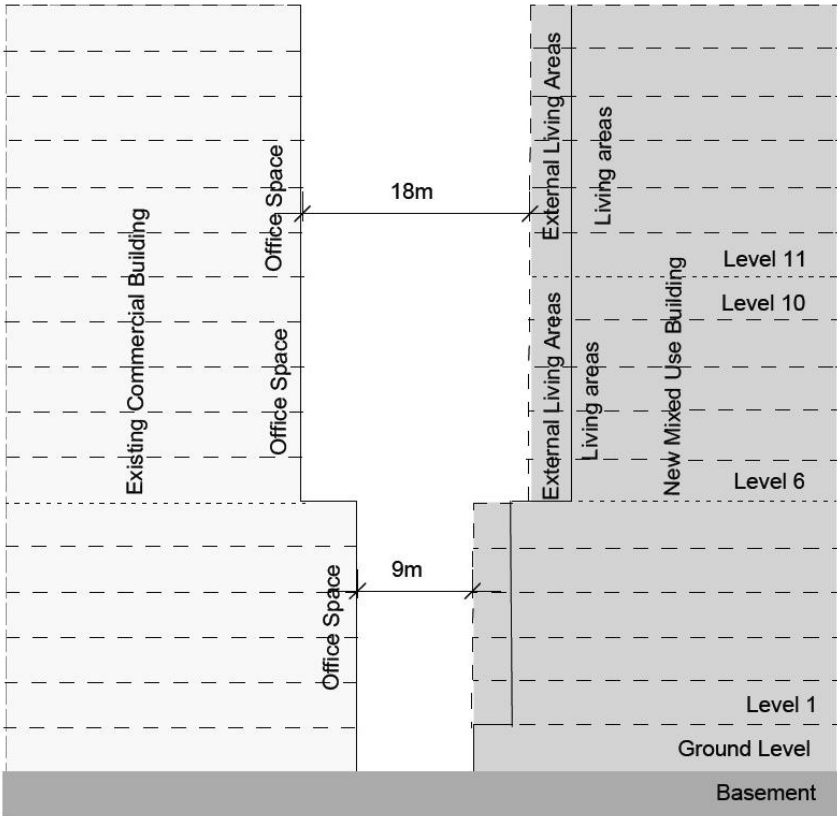 External Living Areas
Living areas
Office Space
18m
Existing Commercial Building
Level 11
Level 10
New Mixed Use Building
External Living Areas
Living areas
Office Space
Level 6
9m
Office Space
Level 1
Ground Level
Basement